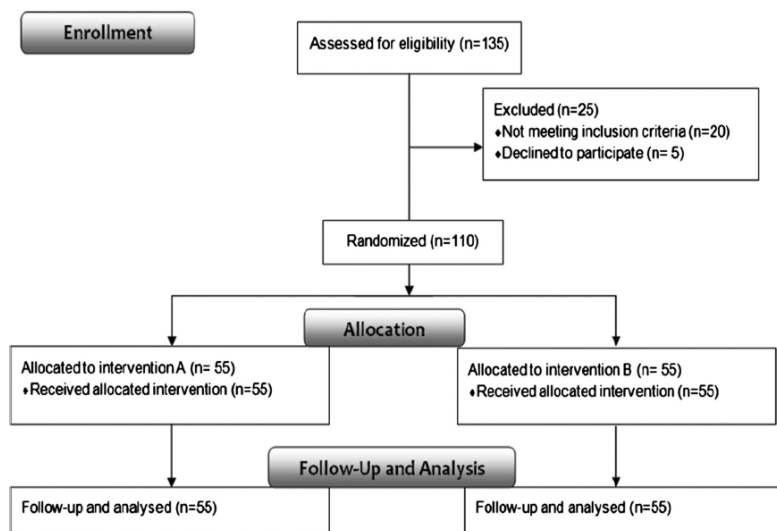 Enrollment
Assessed for eligibility (n=135)
Excluded (n=25)
♦Not meeting inclusion criteria (n=20)
♦Declined to participate (n= 5)
Randomized (n=110)
Allocation
Allocated to intervention A (n= 55)
♦Received allocated intervention (n=55)
Allocated to intervention B (n= 55)
♦Received allocated intervention (n=55)
Follow-Up and Analysis
Follow-up and analysed (n=55)
Follow-up and analysed (n=55)